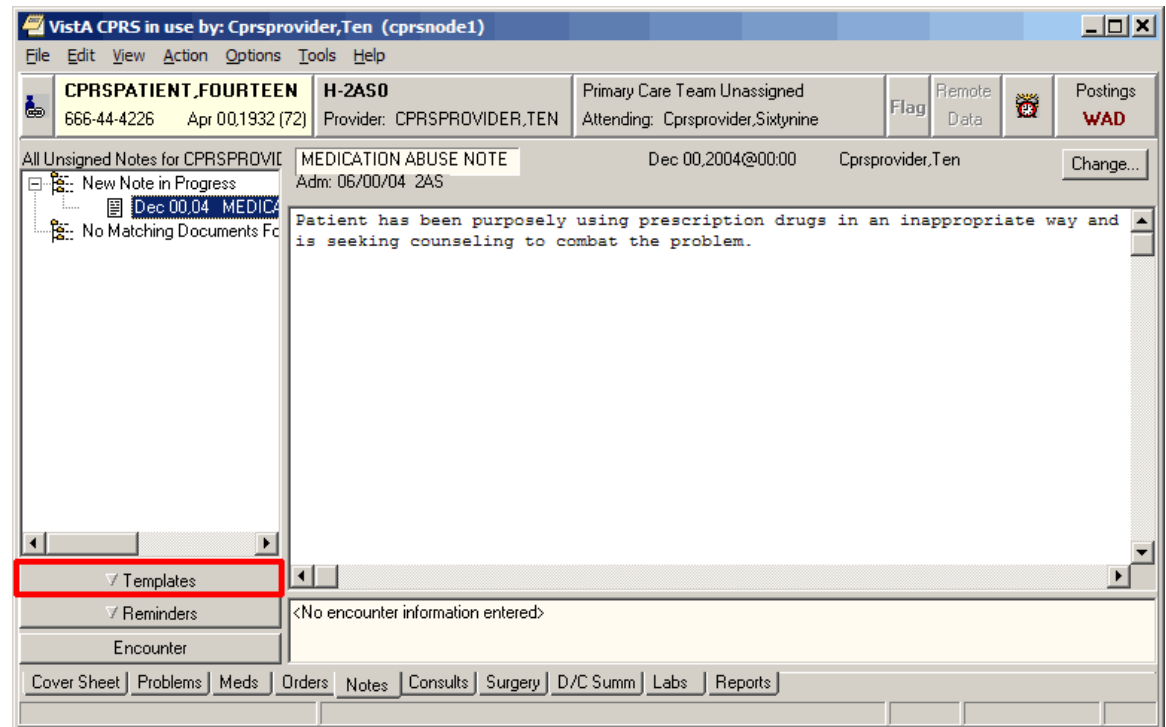 VistA CPRS in use by: Cprsprovider,Ten (cprsnode1)
File Edit View Action Options Tools Help
CPRSPATIENT,FOURTEEN
666-44-4226 Apr 00,1932 (72)
H-2AS0
Provider: CPRSPROVIDER,TEN
Primary Care Team Unassigned
Attending: Cprsprovider,Sixtynine
Flag
Remote
Data
Postings
WAD
All Unsigned Notes for CPRSPROVI
New Note in Progress
Dec 00,04 MEDICA
No Matching Documents Fo
MEDICATION ABUSE NOTE Dec 00,2004@00:00 Cprsprovider,Ten Change...
Adm: 06/00/04 2AS
Patient has been purposely using prescription drugs in an inappropriate way and
is seeking counseling to combat the problem.
Templates
Reminders
Encounter
<No encounter information entered>
Cover Sheet Problems Meds Orders Notes Consults Surgery D/C Summ Labs Reports